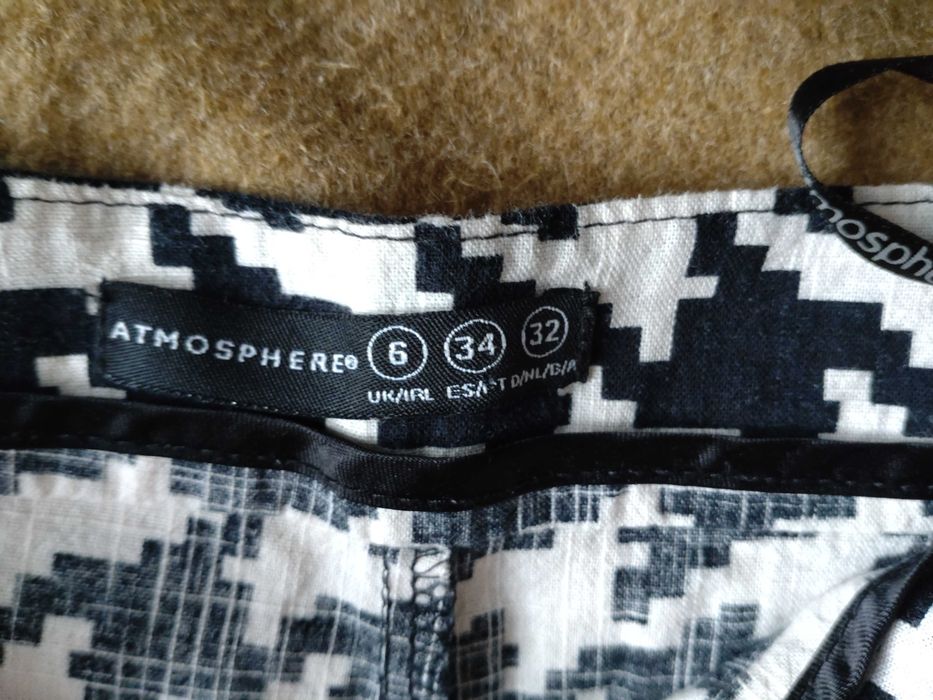 ATMOSPHERE® 6 34 32
UK/IRL ES/PT D/NL/B/A
mosphe